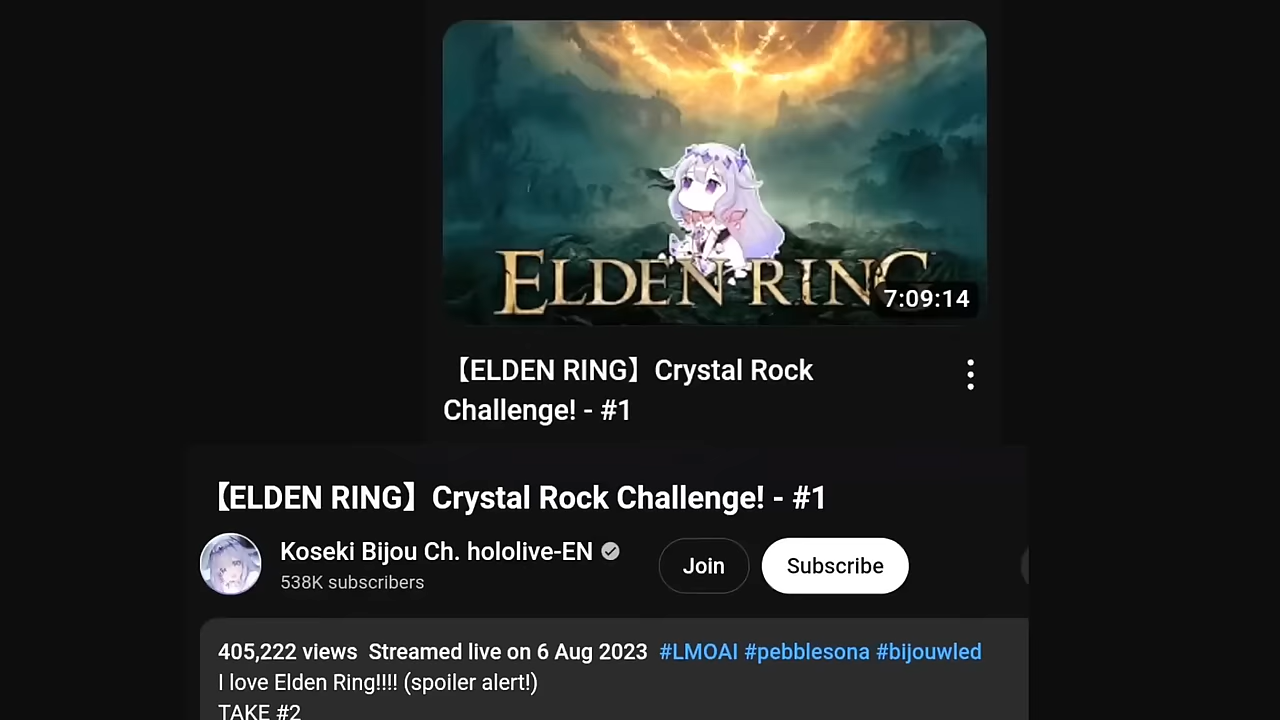 ELDEN RING
7:09:14
【ELDEN RING】Crystal Rock
Challenge! - #1
【ELDEN RING】Crystal Rock Challenge! - #1
Koseki Bijou Ch. hololive-EN
Join
Subscribe
538K subscribers
405,222 views Streamed live on 6 Aug 2023 #LMOAI #pebblesona #bijouwled
I love Elden Ring!!!! (spoiler alert!)
TAKE #2